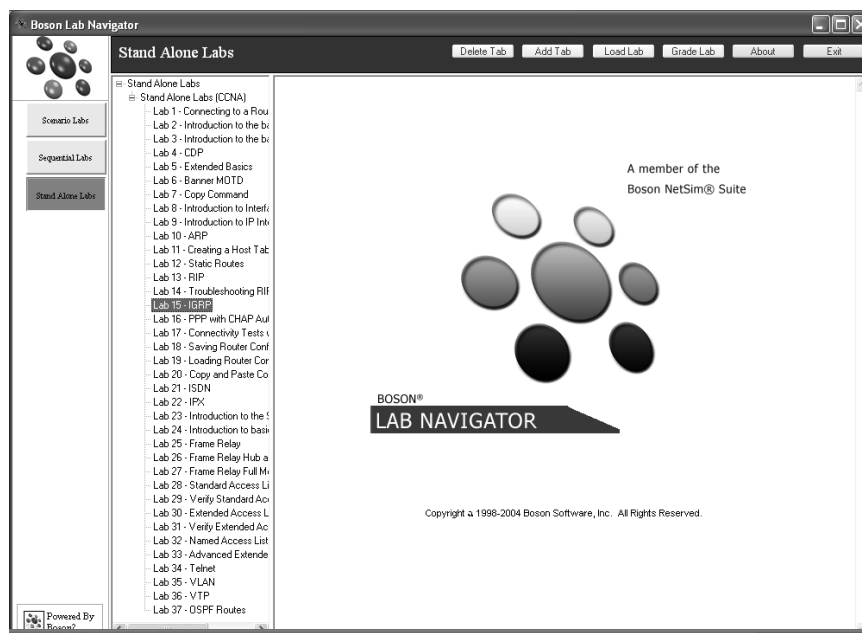 Boson Lab Navigator
Stand Alone Labs
Delete Tab
Add Tab
Load Lab
Grade Lab
About
Exit
Scenario Labs
Sequential Labs
Stand Alone Labs
Stand Alone Labs
Stand Alone Labs (CCNA)
Lab 1 - Connecting to a Rou
Lab 2 - Introduction to the ba
Lab 3 - Introduction to the ba
Lab 4 - CDP
Lab 5 - Extended Basics
Lab 6 - Banner MOTD
Lab 7 - Copy Command
Lab 8 - Introduction to Interfa
Lab 9 - Introduction to IP Int
Lab 10 - ARP
Lab 11 - Creating a Host Tab
Lab 12 - Static Routes
Lab 13 - RIP
Lab 14 - Troubleshooting RIF
Lab 15 - IGRP
Lab 16 - PPP with CHAP Aut
Lab 17 - Connectivity Tests
Lab 18 - Saving Router Conf
Lab 19 - Loading Router Cor
Lab 20 - Copy and Paste Co
Lab 21 - ISDN
Lab 22 - IPX
Lab 23 - Introduction to the S
Lab 24 - Introduction to basi
Lab 25 - Frame Relay
Lab 26 - Frame Relay Hub a
Lab 27 - Frame Relay Full M
Lab 28 - Standard Access Li
Lab 29 - Verify Standard Ac
Lab 30 - Extended Access L
Lab 31 - Verify Extended Ac
Lab 32 - Named Access List
Lab 33 - Advanced Extende
Lab 34 - Telnet
Lab 35 - VLAN
Lab 36 - VTP
Lab 37 - OSPF Routes
A member of the
Boson NetSim® Suite
BOSON®
LAB NAVIGATOR
Copyright a 1998-2004 Boson Software, Inc. All Rights Reserved.
Powered By
Boson?